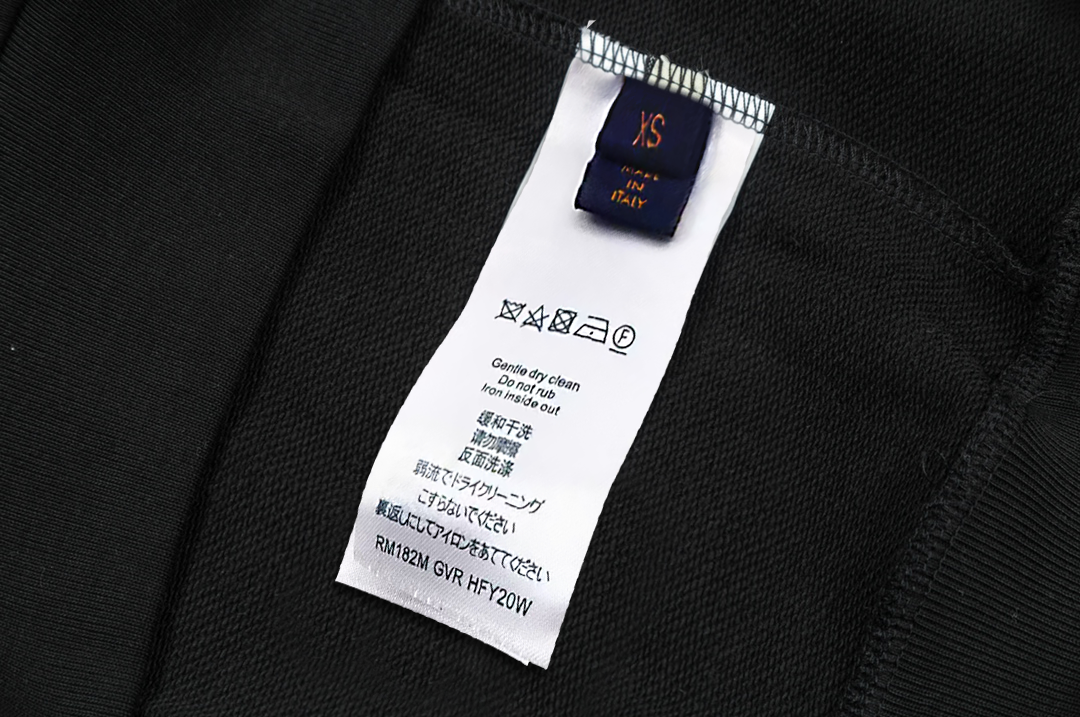 XS
MADE
IN
ITALY
F
Gentle dry clean
Do not rub
Iron inside out
缓和干洗
请勿摩擦
反面洗涤
弱流でドライクリーニング
こすらないでください
裏返しにしてアイロンをあててください
RM182M GVR HFY20W